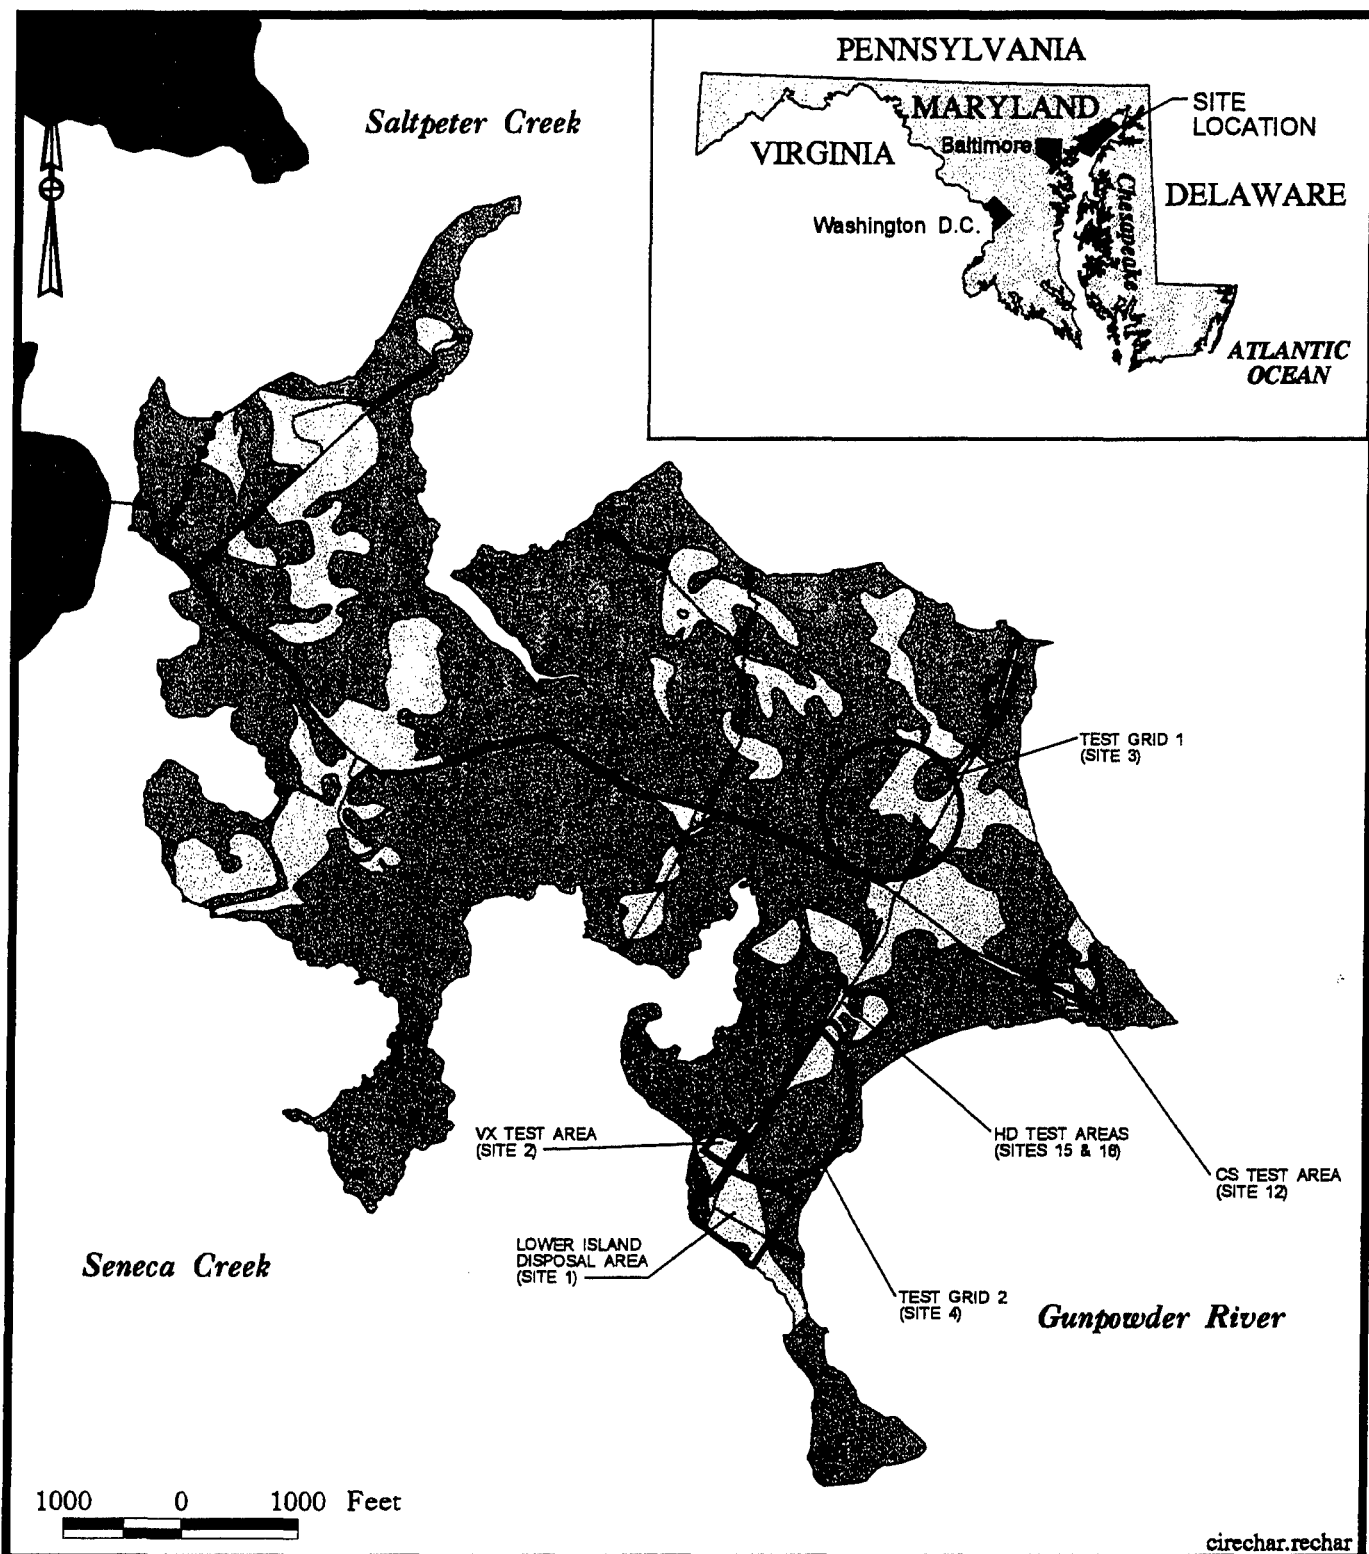 PENNSYLVANIA
MARYLAND
SITE
LOCATION
Baltimore
VIRGINIA
DELAWARE
Washington D.C.
Chesapeake
ATLANTIC
OCEAN
Saltpeter Creek
TEST GRID 1
(SITE 3)
VX TEST AREA
(SITE 2)
HD TEST AREAS
(SITES 15 & 16)
CS TEST AREA
(SITE 12)
LOWER ISLAND
DISPOSAL AREA
(SITE 1)
TEST GRID 2
(SITE 4)
Seneca Creek
Gunpowder River
1000 0 1000 Feet
cirechar.rechar